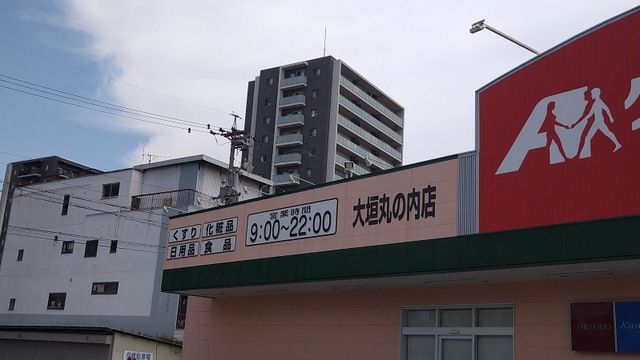 くすり 化粧品
日用品 食品
営業時間
9:00~22:00
大垣丸の内店
SHISEIDO